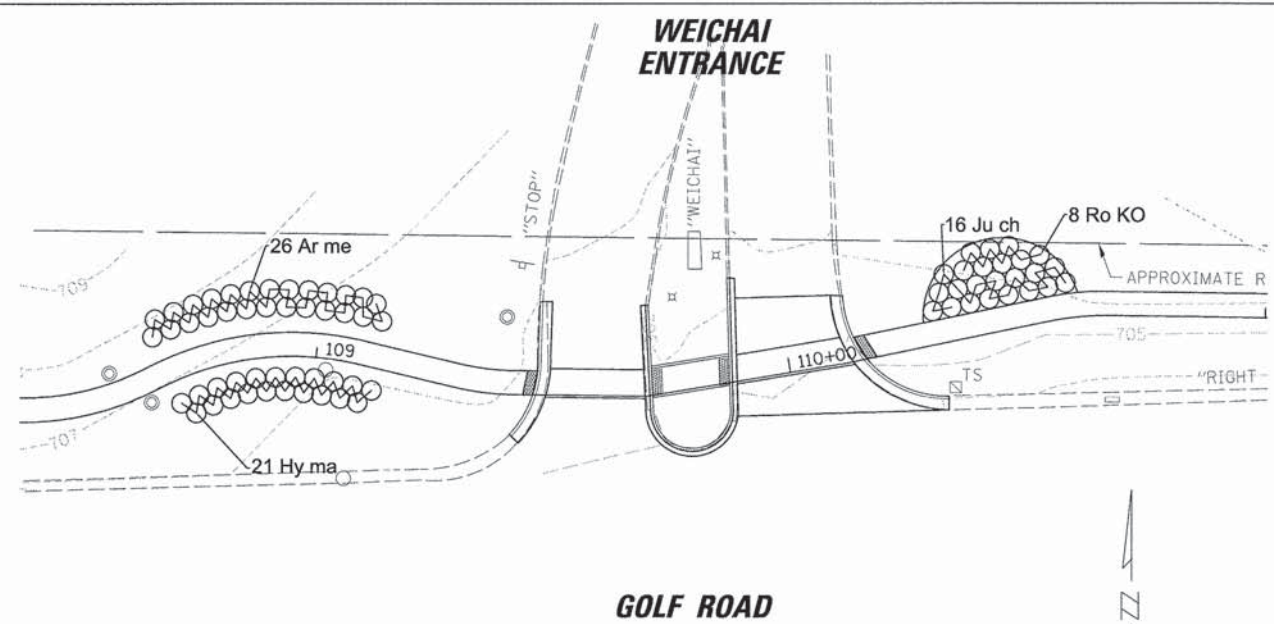 WEICHAI
ENTRANCE
"STOP"
"WEICHAI"
16 Ju ch
8 Ro KO
26 Ar me
709
APPROXIMATE R
109
110+00
705
TS
"RIGHT
707
21 Hy ma
GOLF ROAD
N